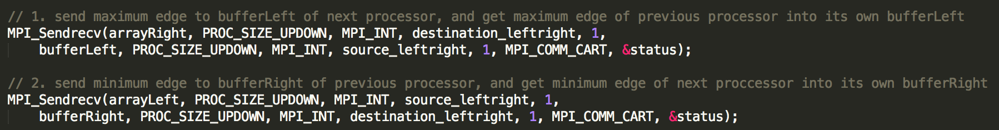 // 1. send maximum edge to bufferLeft of next processor, and get maximum edge of previous processor into its own bufferLeft
MPI_Sendrecv(arrayRight, PROC_SIZE_UPDOWN, MPI_INT, destination_leftright, 1,
bufferLeft, PROC_SIZE_UPDOWN, MPI_INT, source_leftright, 1, MPI_COMM_CART, &status);
// 2. send minimum edge to bufferRight of previous processor, and get minimum edge of next proccessor into its own bufferRight
MPI_Sendrecv(arrayLeft, PROC_SIZE_UPDOWN, MPI_INT, source_leftright, 1,
bufferRight, PROC_SIZE_UPDOWN, MPI_INT, destination_leftright, 1, MPI_COMM_CART, &status);